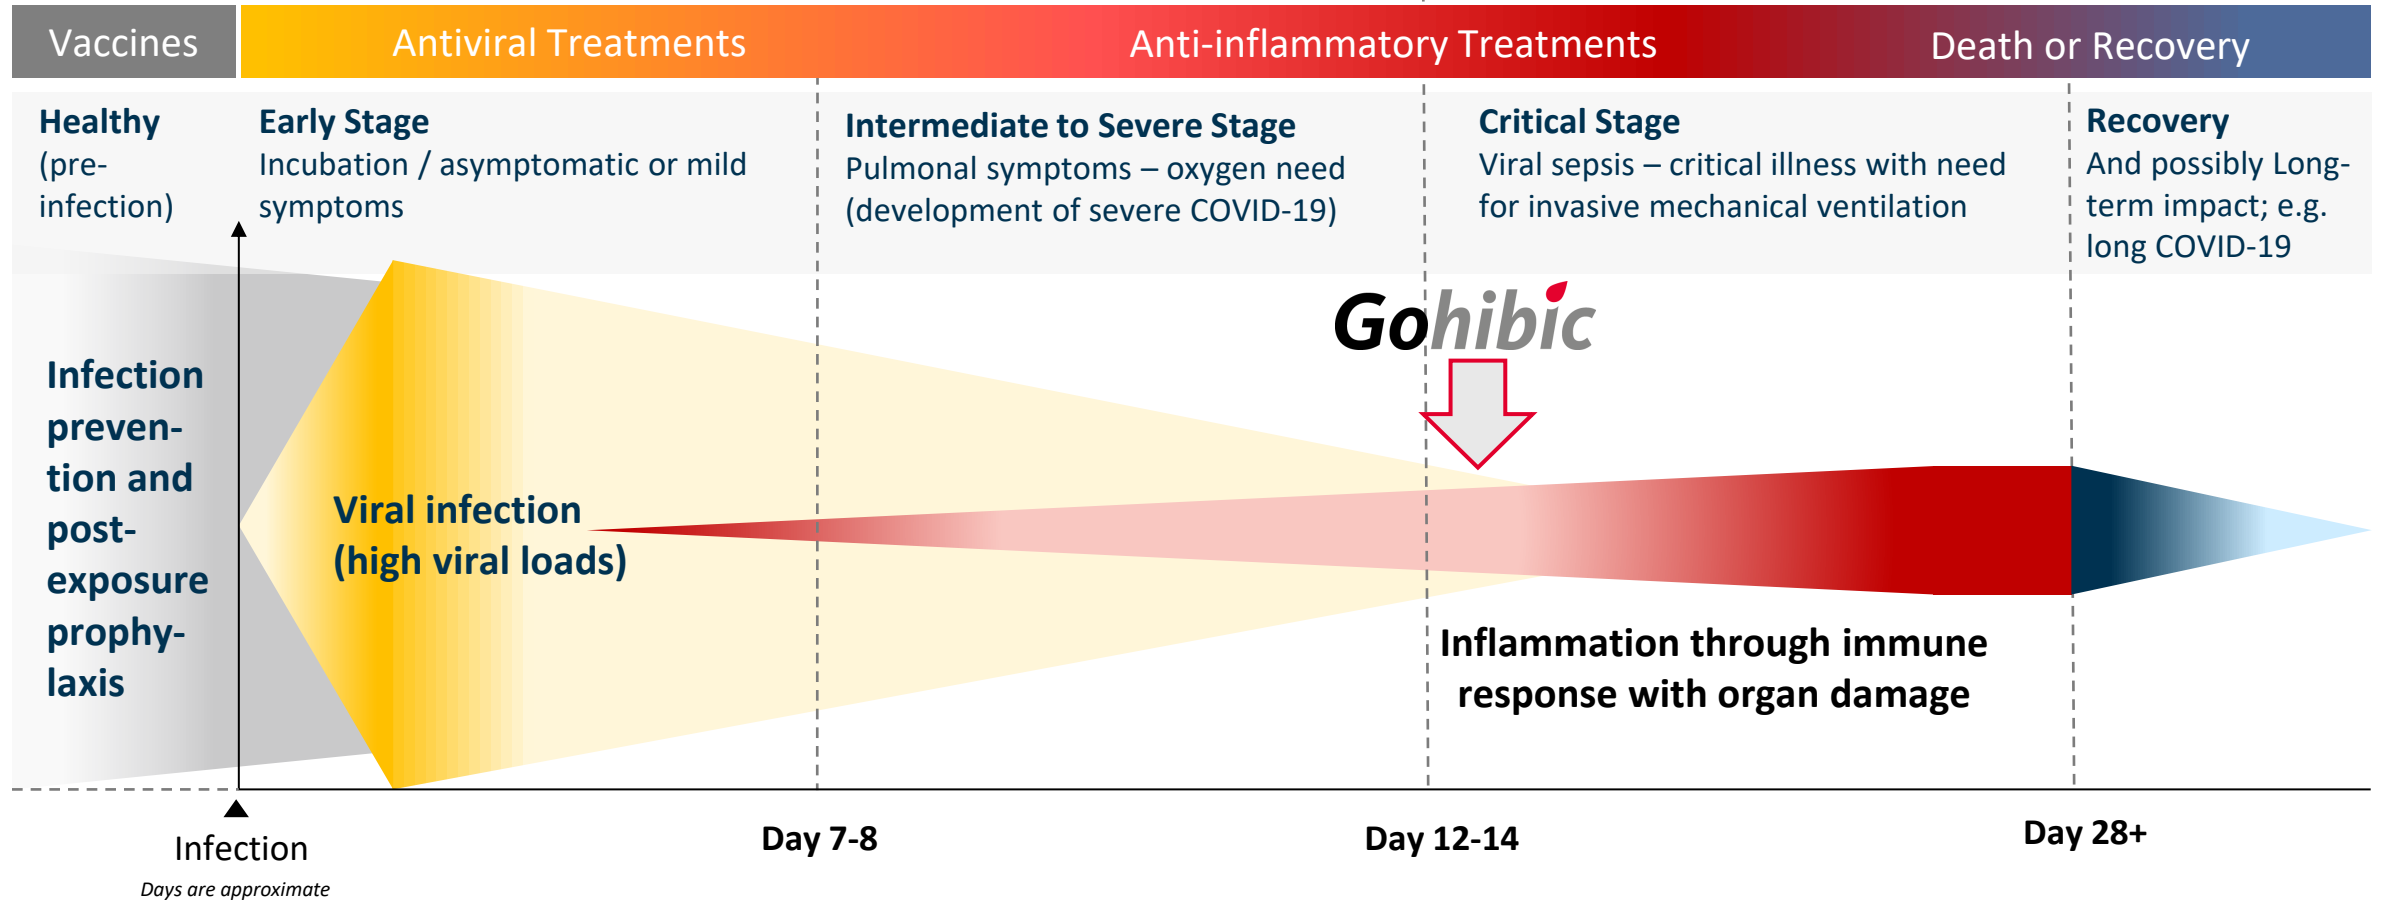 Vaccines
Antiviral Treatments
Anti-inflammatory Treatments
Death or Recovery
Healthy
(pre-
infection)
Early Stage
Incubation / asymptomatic or mild
symptoms
Intermediate to Severe Stage
Pulmonal symptoms – oxygen need
(development of severe COVID-19)
Critical Stage
Viral sepsis – critical illness with need
for invasive mechanical ventilation
Recovery
And possibly Long-
term impact; e.g.
long COVID-19
Gohibic
Infection
preven-
tion and
post-
exposure
prophy-
laxis
Viral infection
(high viral loads)
Inflammation through immune
response with organ damage
Infection
Days are approximate
Day 7-8
Day 12-14
Day 28+